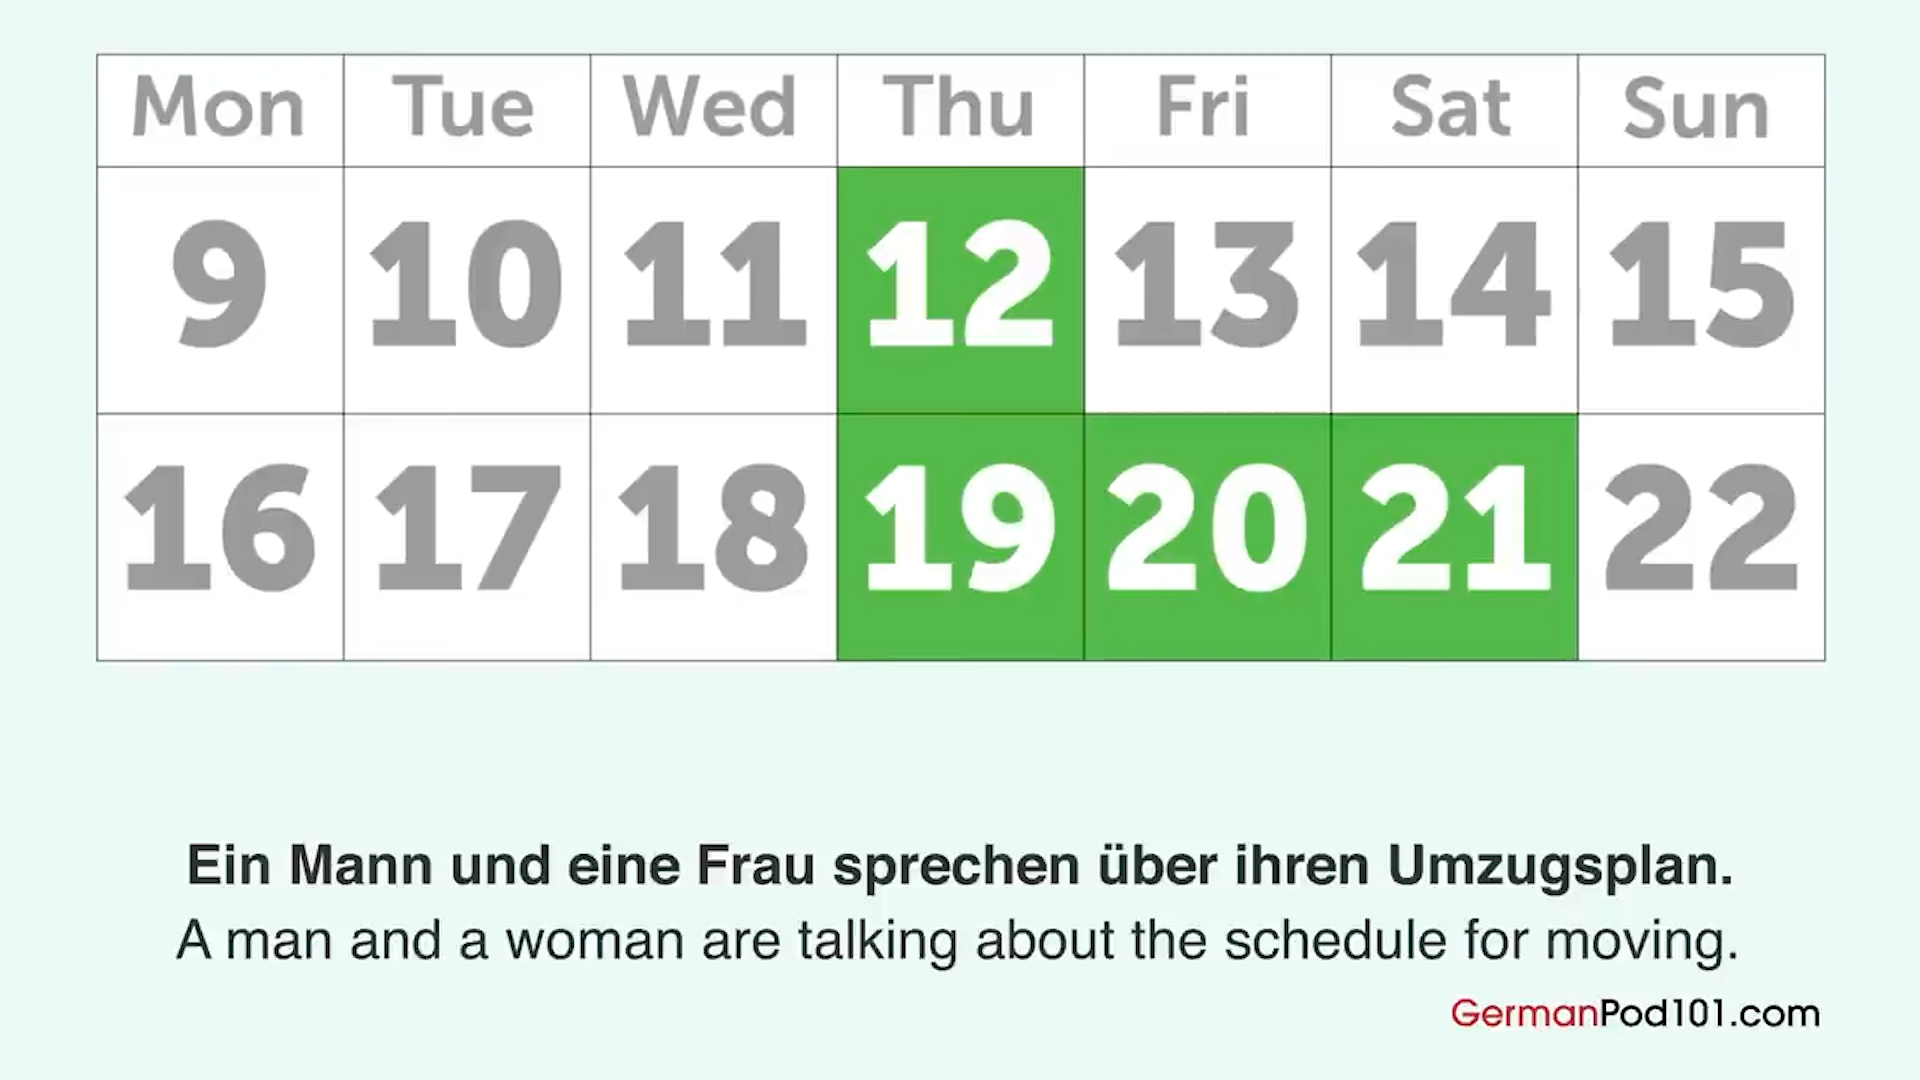 Mon Tue Wed Thu Fri Sat Sun
9 10 11 12 13 14 15
16 17 18 19 20 21 22
Ein Mann und eine Frau sprechen über ihren Umzugsplan.
A man and a woman are talking about the schedule for moving.
GermanPod101.com